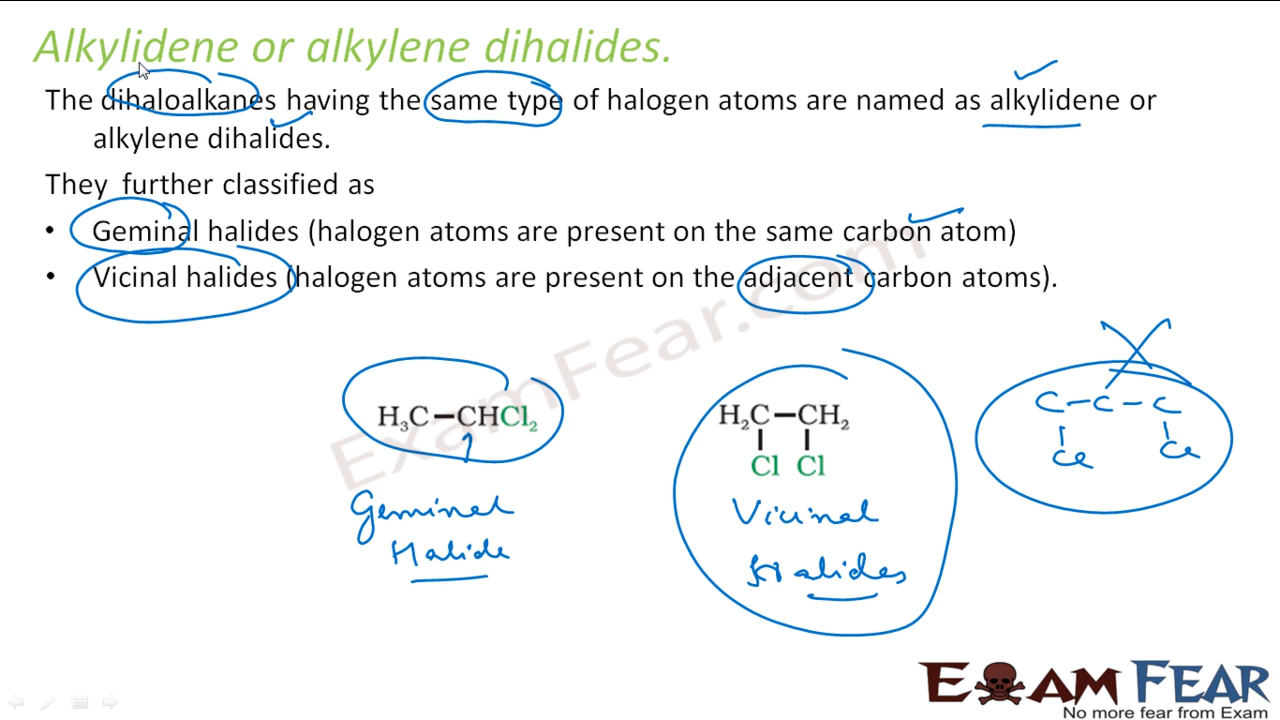 Alkylidene or alkylene dihalides.
The dihaloalkanes having the same type of halogen atoms are named as alkylidene or
alkylene dihalides.
They further classified as
• Geminal halides (halogen atoms are present on the same carbon atom)
• Vicinal halides (halogen atoms are present on the adjacent carbon atoms).
ExamFear.com
H₃C—CHCl₂
H₂C—CH₂
Cl Cl
C—C—C
Cl Cl
Geminal
Halide
Vicinal
Halides
EXAM FEAR
No more fear from Exam